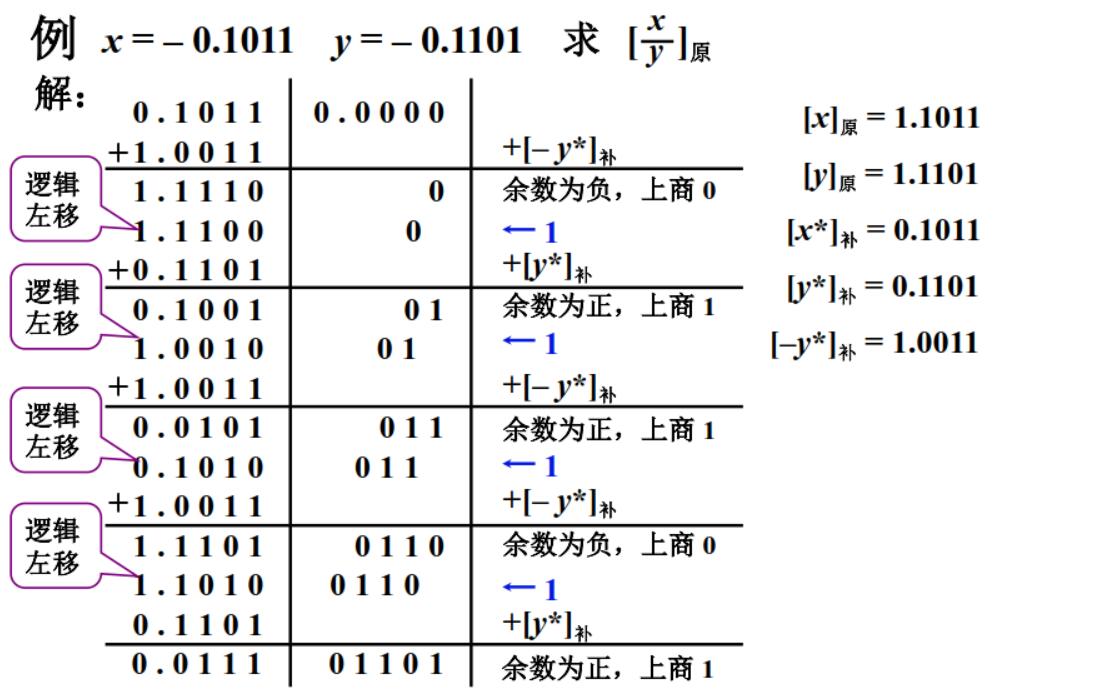 例 x = – 0.1011 y = – 0.1101 求 [x/y]原
解：
0.1011 0.0000
+1.0011 +[– y*]补
1.1110 0 余数为负，上商 0
逻辑
左移
1.1100 0 ← 1
+0.1101 +[y*]补
0.1001 01 余数为正，上商 1
逻辑
左移
1.0010 01 ← 1
+1.0011 +[– y*]补
0.0101 011 余数为正，上商 1
逻辑
左移
0.1010 011 ← 1
+1.0011 +[– y*]补
1.1101 0110 余数为负，上商 0
逻辑
左移
1.1010 0110 ← 1
0.1101 +[y*]补
0.0111 01101 余数为正，上商 1
[x]原 = 1.1011
[y]原 = 1.1101
[x*]补 = 0.1011
[y*]补 = 0.1101
[–y*]补 = 1.0011